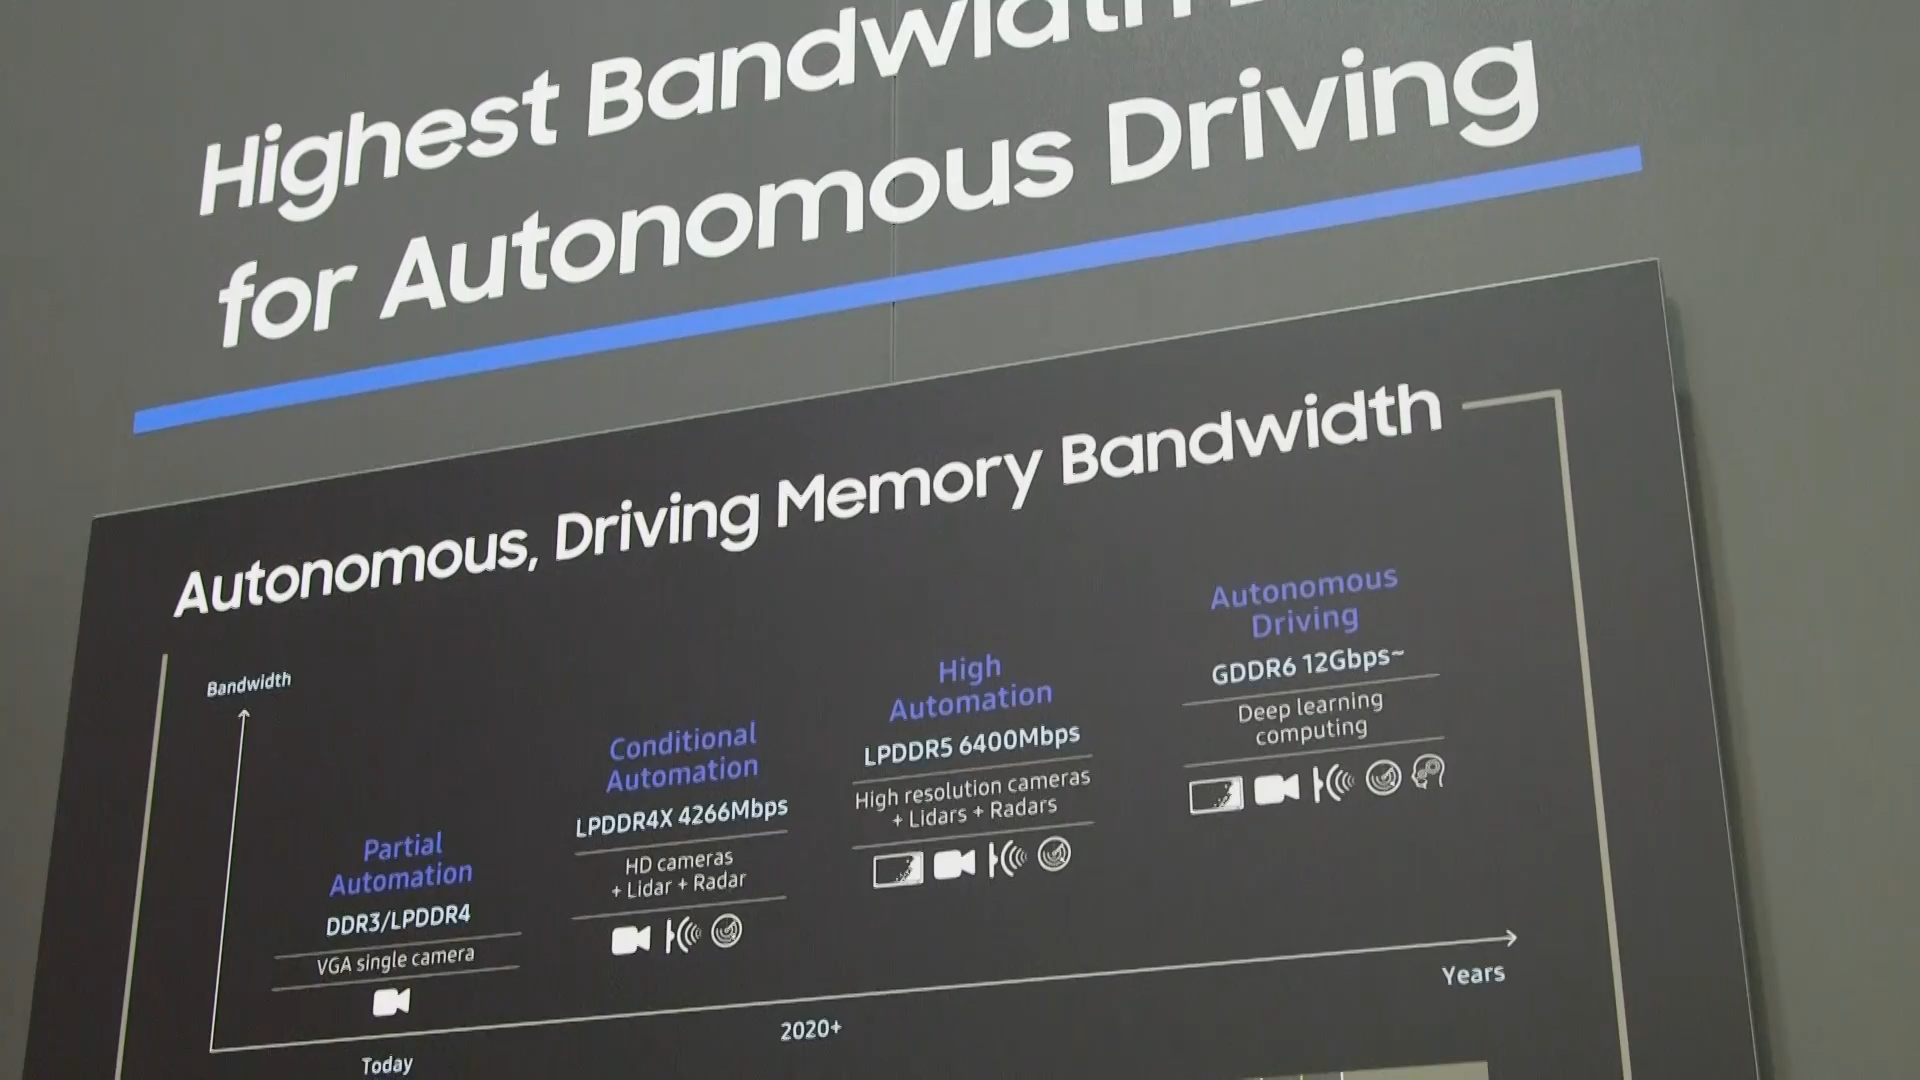 Highest Bandwidth
for Autonomous Driving
Autonomous, Driving Memory Bandwidth
Bandwidth
Partial
Automation
DDR3/LPDDR4
VGA single camera
Conditional
Automation
LPDDR4X 4266Mbps
HD cameras
+ Lidar + Radar
High
Automation
LPDDR5 6400Mbps
High resolution cameras
+ Lidars + Radars
Autonomous
Driving
GDDR6 12Gbps~
Deep learning
computing
Years
2020+
Today